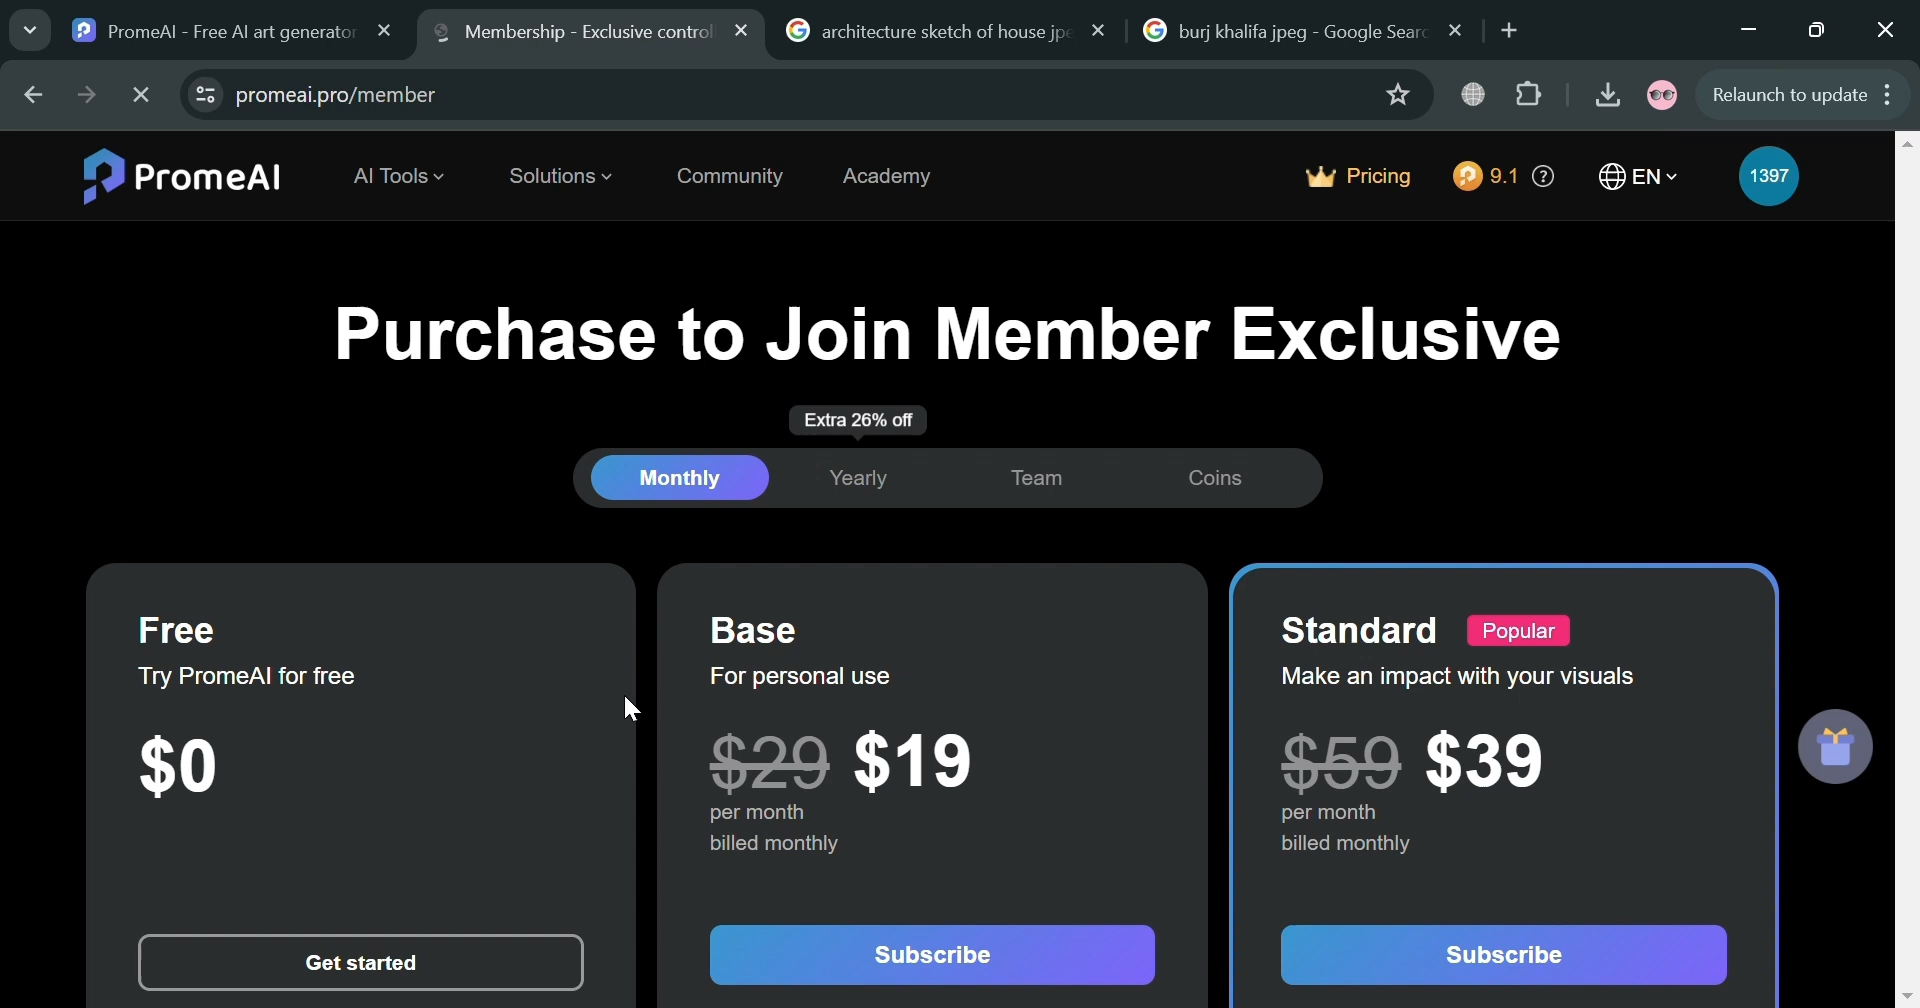 PromeAI - Free AI art generator
Membership - Exclusive control
architecture sketch of house jpe
burj khalifa jpeg - Google Searc
promeai.pro/member
Relaunch to update
PromeAI
AI Tools
Solutions
Community
Academy
Pricing
9.1
?
EN
1397
Purchase to Join Member Exclusive
Extra 26% off
Monthly
Yearly
Team
Coins
Free
Try PromeAI for free
$0
Get started
Base
For personal use
$29 $19
per month
billed monthly
Subscribe
Standard Popular
Make an impact with your visuals
$59 $39
per month
billed monthly
Subscribe